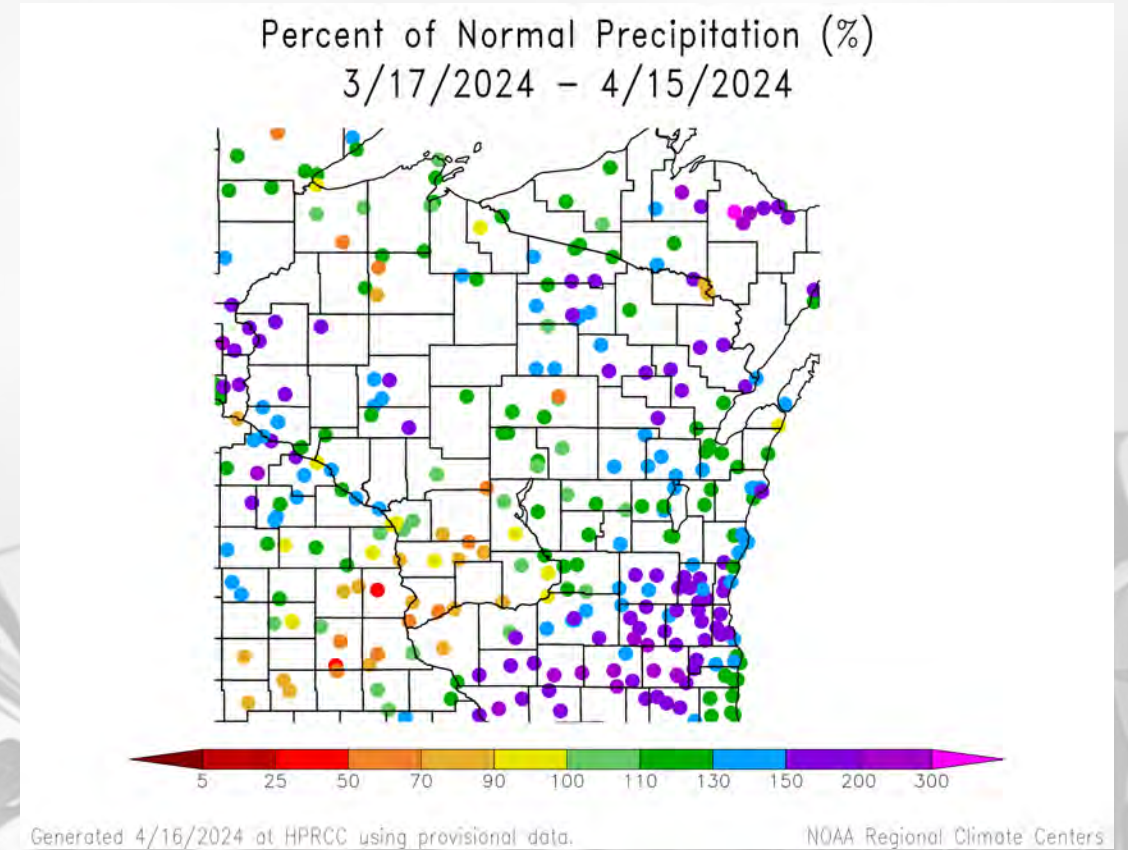 Percent of Normal Precipitation (%)
3/17/2024 – 4/15/2024
5 25 50 70 90 100 110 130 150 200 300
Generated 4/16/2024 at HPRCC using provisional data. NOAA Regional Climate Centers